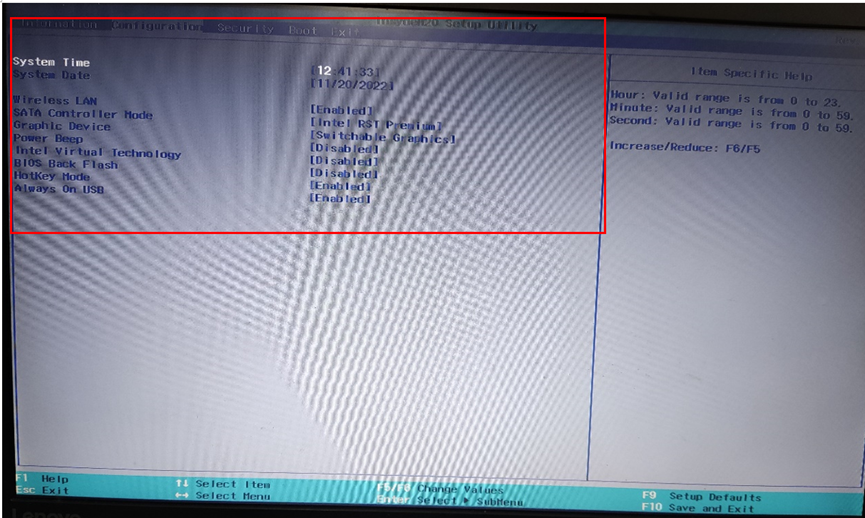 InsydeH20 Setup Utility
Information Configuration Security Boot Exit
System Time [12:41:33]
System Date [11/20/2022]
Wireless LAN [Enabled]
SATA Controller Mode [Intel RST Premium]
Graphic Device [Switchable Graphics]
Power Beep [Disabled]
Intel Virtual Technology [Disabled]
BIOS Back Flash [Disabled]
HotKey Mode [Enabled]
Always On USB [Enabled]
Item Specific Help
Hour: Valid range is from 0 to 23.
Minute: Valid range is from 0 to 59.
Second: Valid range is from 0 to 59.
Increase/Reduce: F6/F5
F1 Help ↑↓ Select Item F5/F6 Change Values F9 Setup Defaults
Esc Exit ↔ Select Menu Enter Select ▶ SubMenu F10 Save and Exit
Lenovo